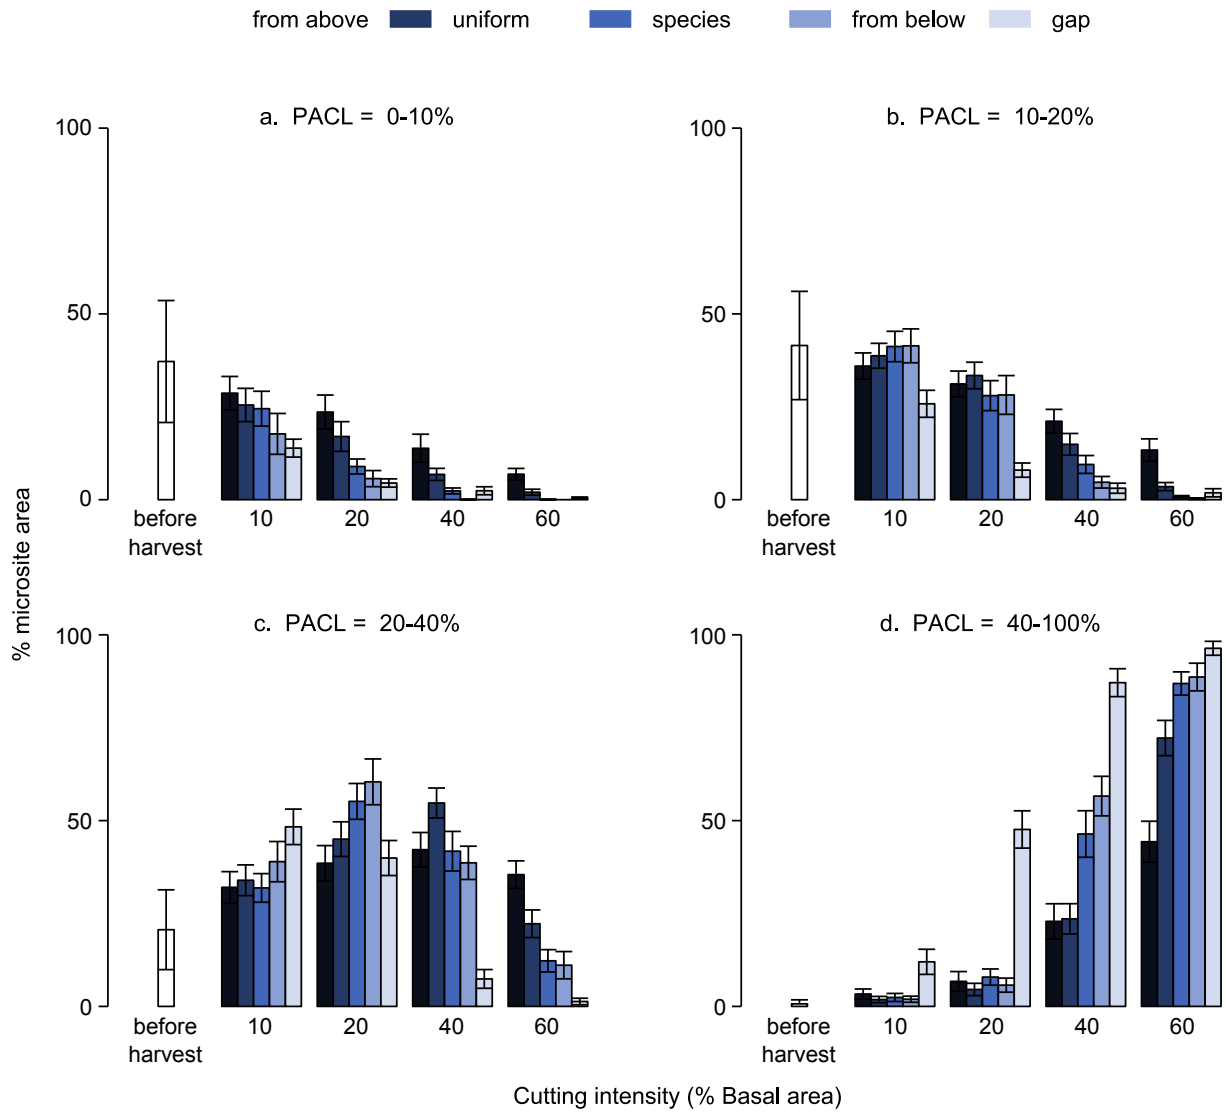 from above uniform species from below gap
a. PACL = 0-10%
b. PACL = 10-20%
100
50
0
before
harvest
10
20
40
60
100
50
0
before
harvest
10
20
40
60
% microsite area
c. PACL = 20-40%
d. PACL = 40-100%
100
50
0
before
harvest
10
20
40
60
100
50
0
before
harvest
10
20
40
60
Cutting intensity (% Basal area)